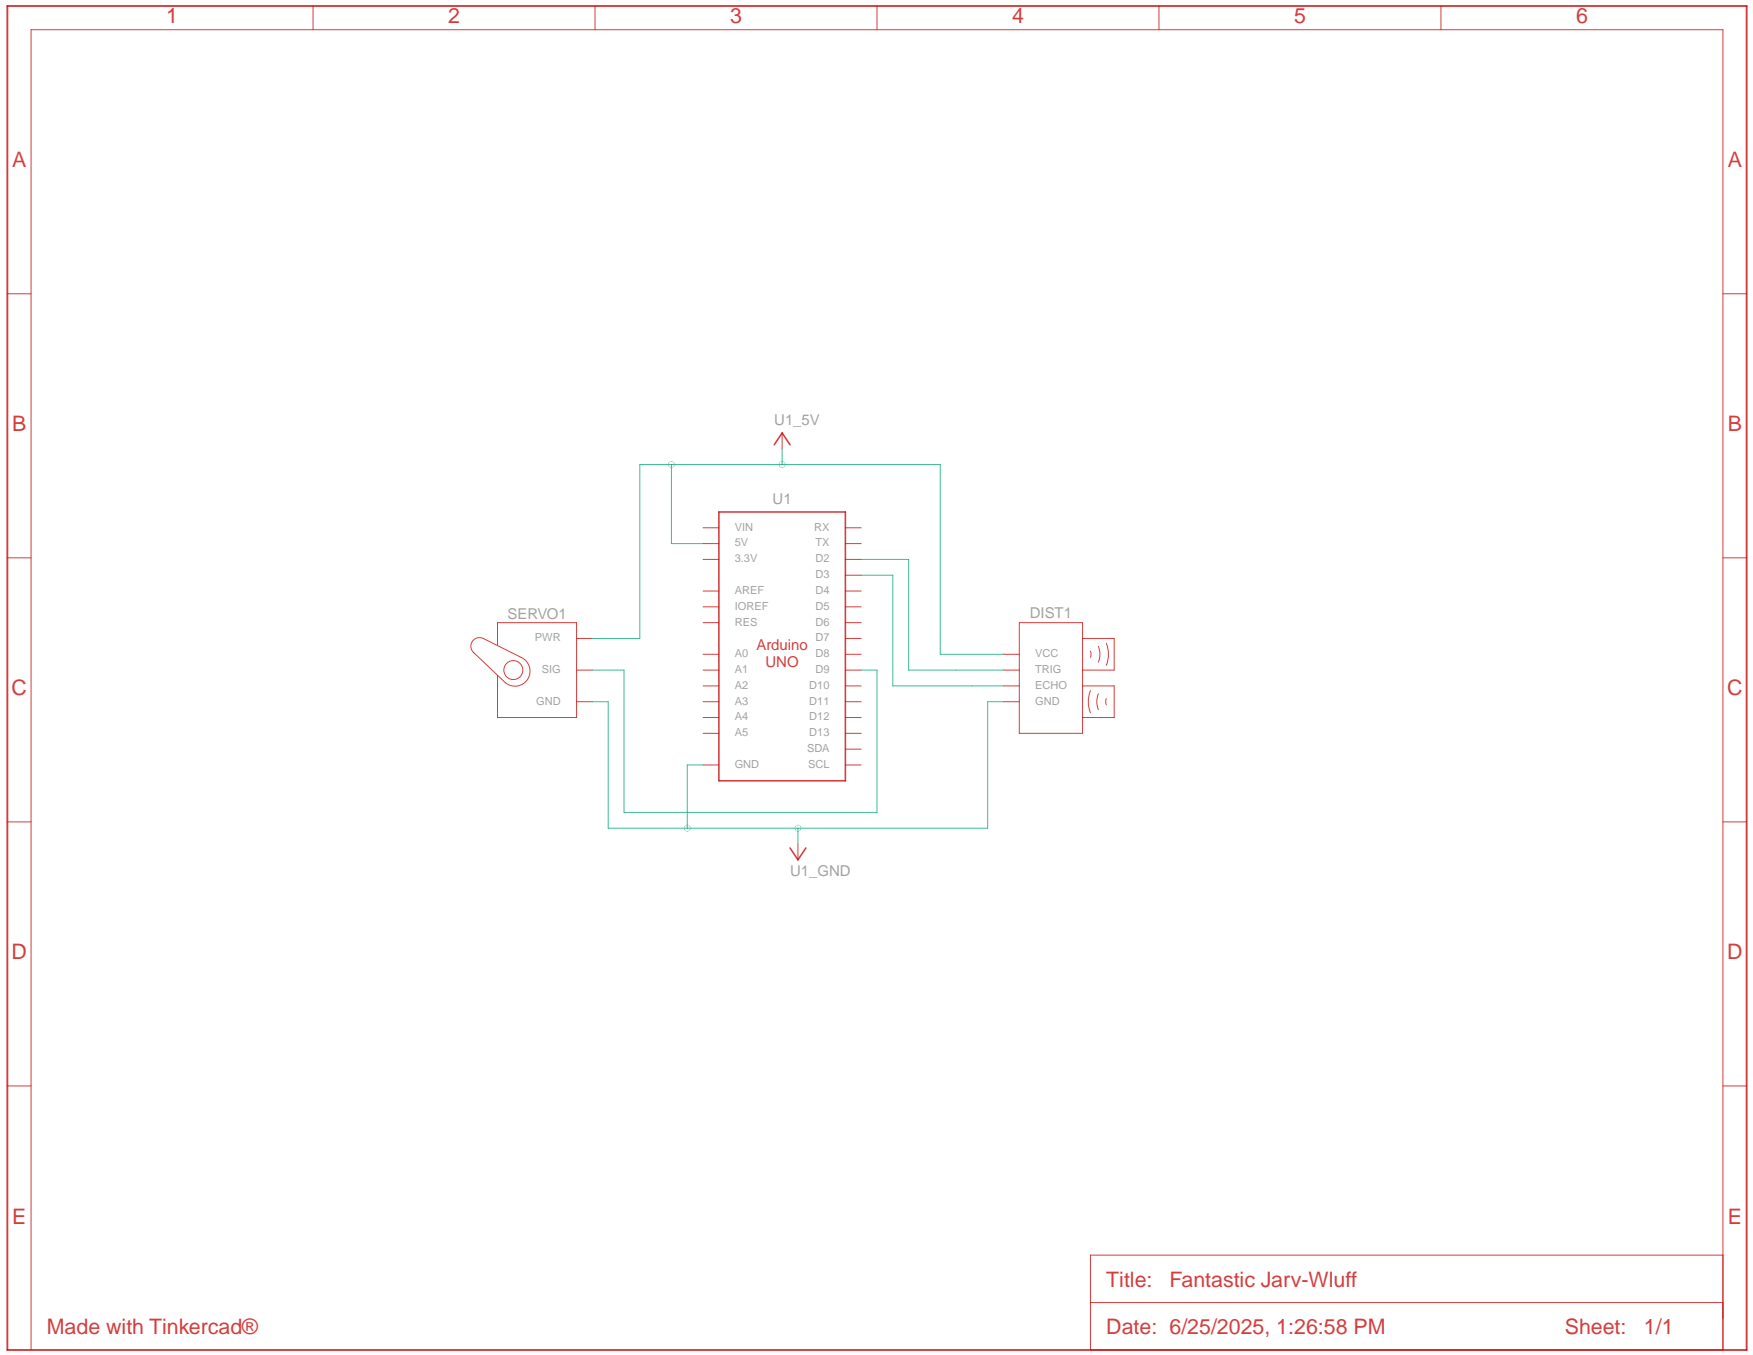 1 2 3 4 5 6
A A
B B
U1_5V
U1
VIN RX
5V TX
3.3V D2
D3
AREF D4
IOREF D5
RES D6
D7
A0 D8
A1 D9
A2 D10
A3 D11
A4 D12
A5 D13
SDA
GND SCL
Arduino
UNO
SERVO1
PWR
SIG
GND
DIST1
VCC
TRIG
ECHO
GND
C C
U1_GND
D D
E E
Title: Fantastic Jarv-Wluff
Made with Tinkercad®
Date: 6/25/2025, 1:26:58 PM Sheet: 1/1